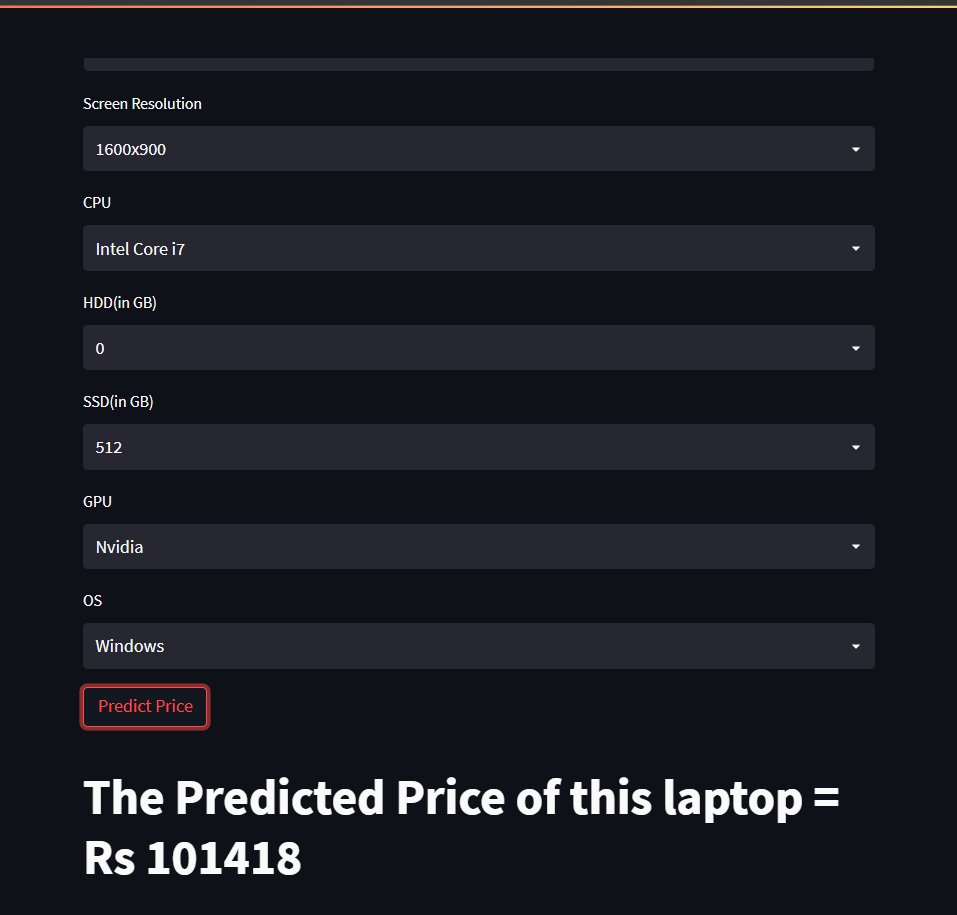 Screen Resolution
1600x900
CPU
Intel Core i7
HDD(in GB)
0
SSD(in GB)
512
GPU
Nvidia
OS
Windows
Predict Price
The Predicted Price of this laptop =
Rs 101418